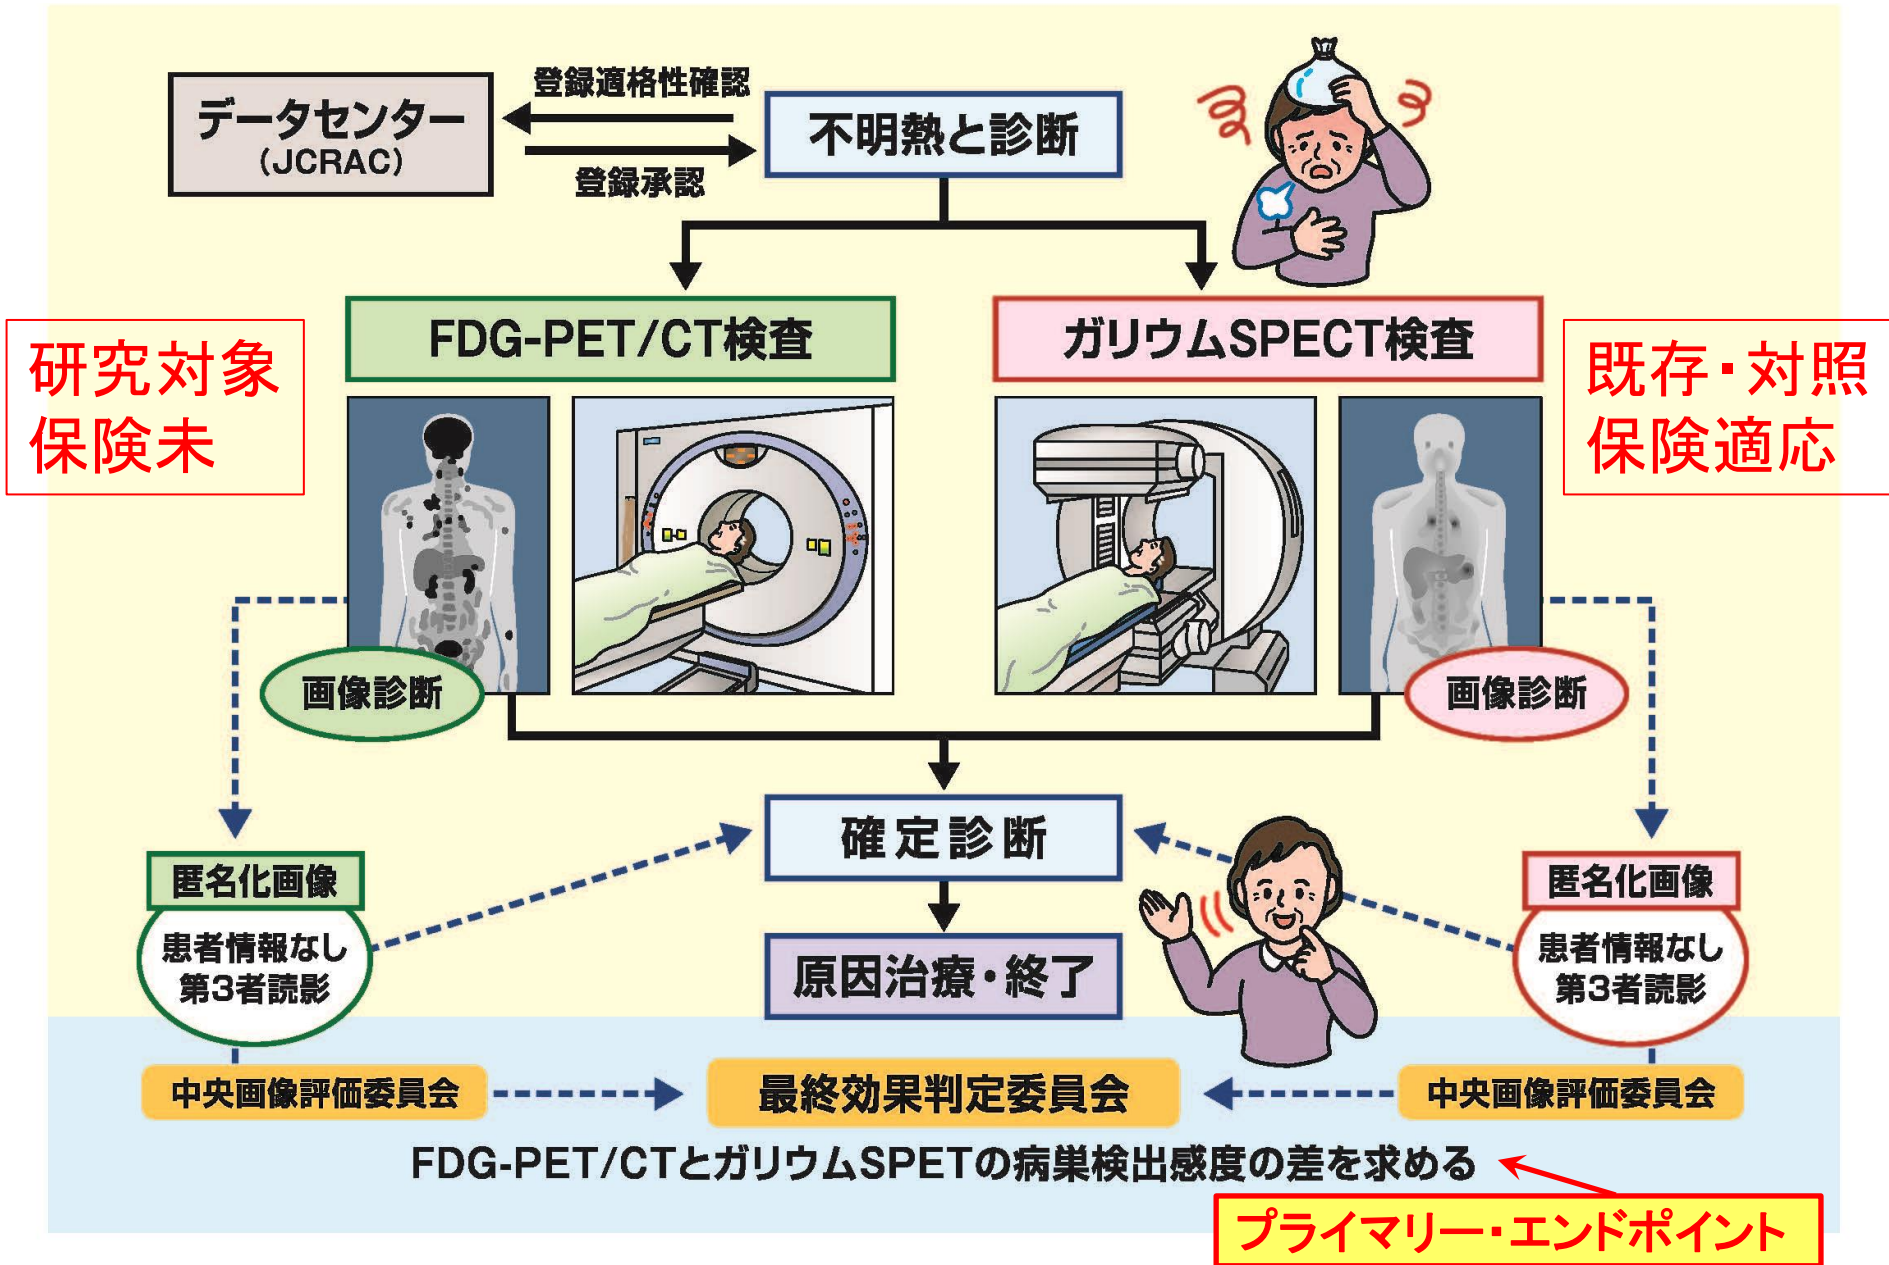 登録適格性確認
データセンター
(JCRAC)
不明熱と診断
登録承認
FDG-PET/CT検査
ガリウムSPECT検査
研究対象
保険未
既存・対照
保険適応
画像診断
画像診断
確定診断
匿名化画像
患者情報なし
第3者読影
匿名化画像
患者情報なし
第3者読影
原因治療・終了
中央画像評価委員会
最終効果判定委員会
中央画像評価委員会
FDG-PET/CTとガリウムSPETの病巣検出感度の差を求める
プライマリー・エンドポイント